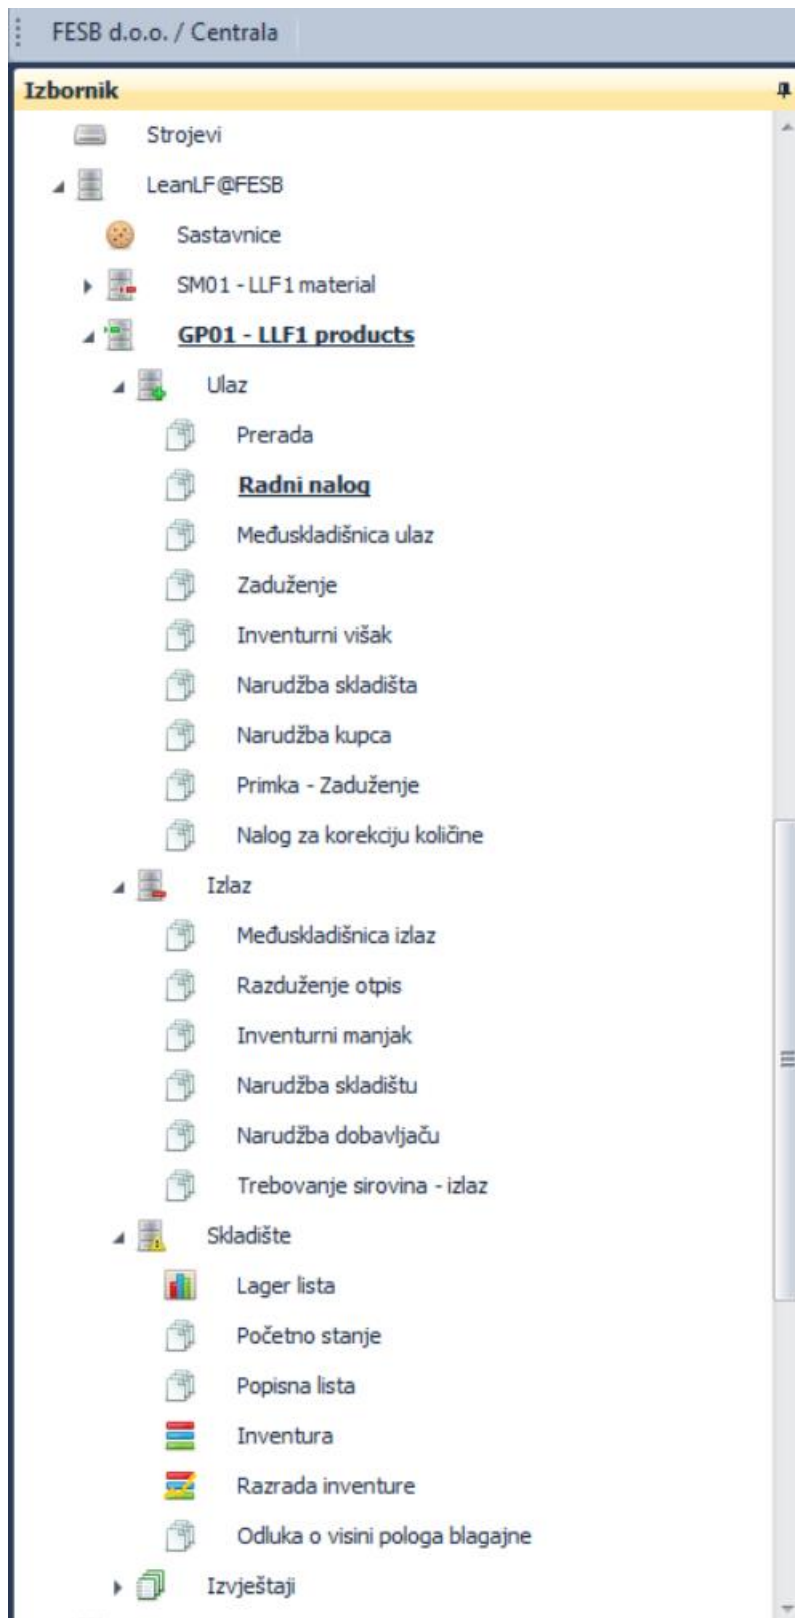 FESB d.o.o. / Centrala
Izbornik
Strojevi
LeanLF@FESB
Sastavnice
SM01 - LLF1 material
GP01 - LLF1 products
Ulaz
Prerada
Radni nalog
Međuskladišnica ulaz
Zaduženje
Inventurni višak
Narudžba skladišta
Narudžba kupca
Primka - Zaduženje
Nalog za korekciju količine
Izlaz
Međuskladišnica izlaz
Razduženje otpis
Inventurni manjak
Narudžba skladištu
Narudžba dobavljaču
Trebovanje sirovina - izlaz
Skladište
Lager lista
Početno stanje
Popisna lista
Inventura
Razrada inventure
Odluka o visini pologa blagajne
Izvještaji